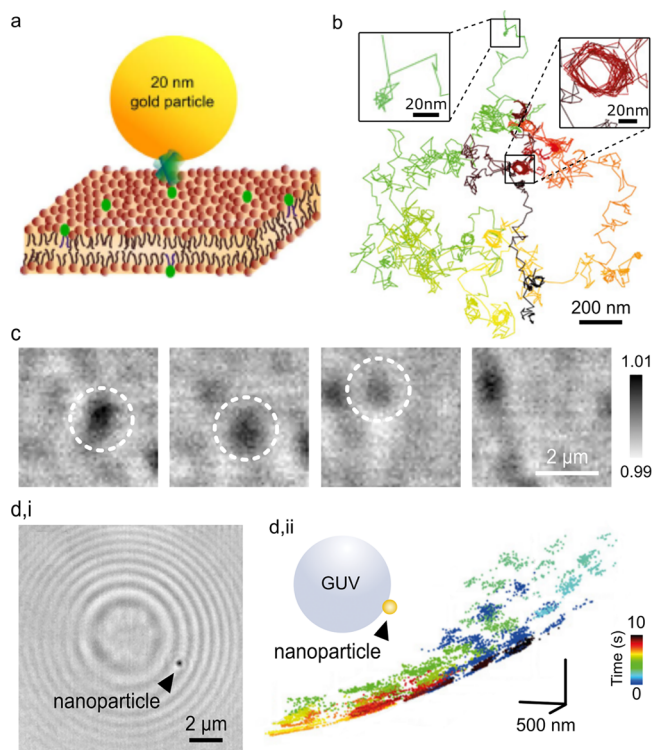 a
20 nm
gold particle
b
20nm
20nm
200 nm
c
1.01
2 μm
0.99
d,i
nanoparticle
2 μm
d,ii
GUV
nanoparticle
10
Time (s)
0
500 nm